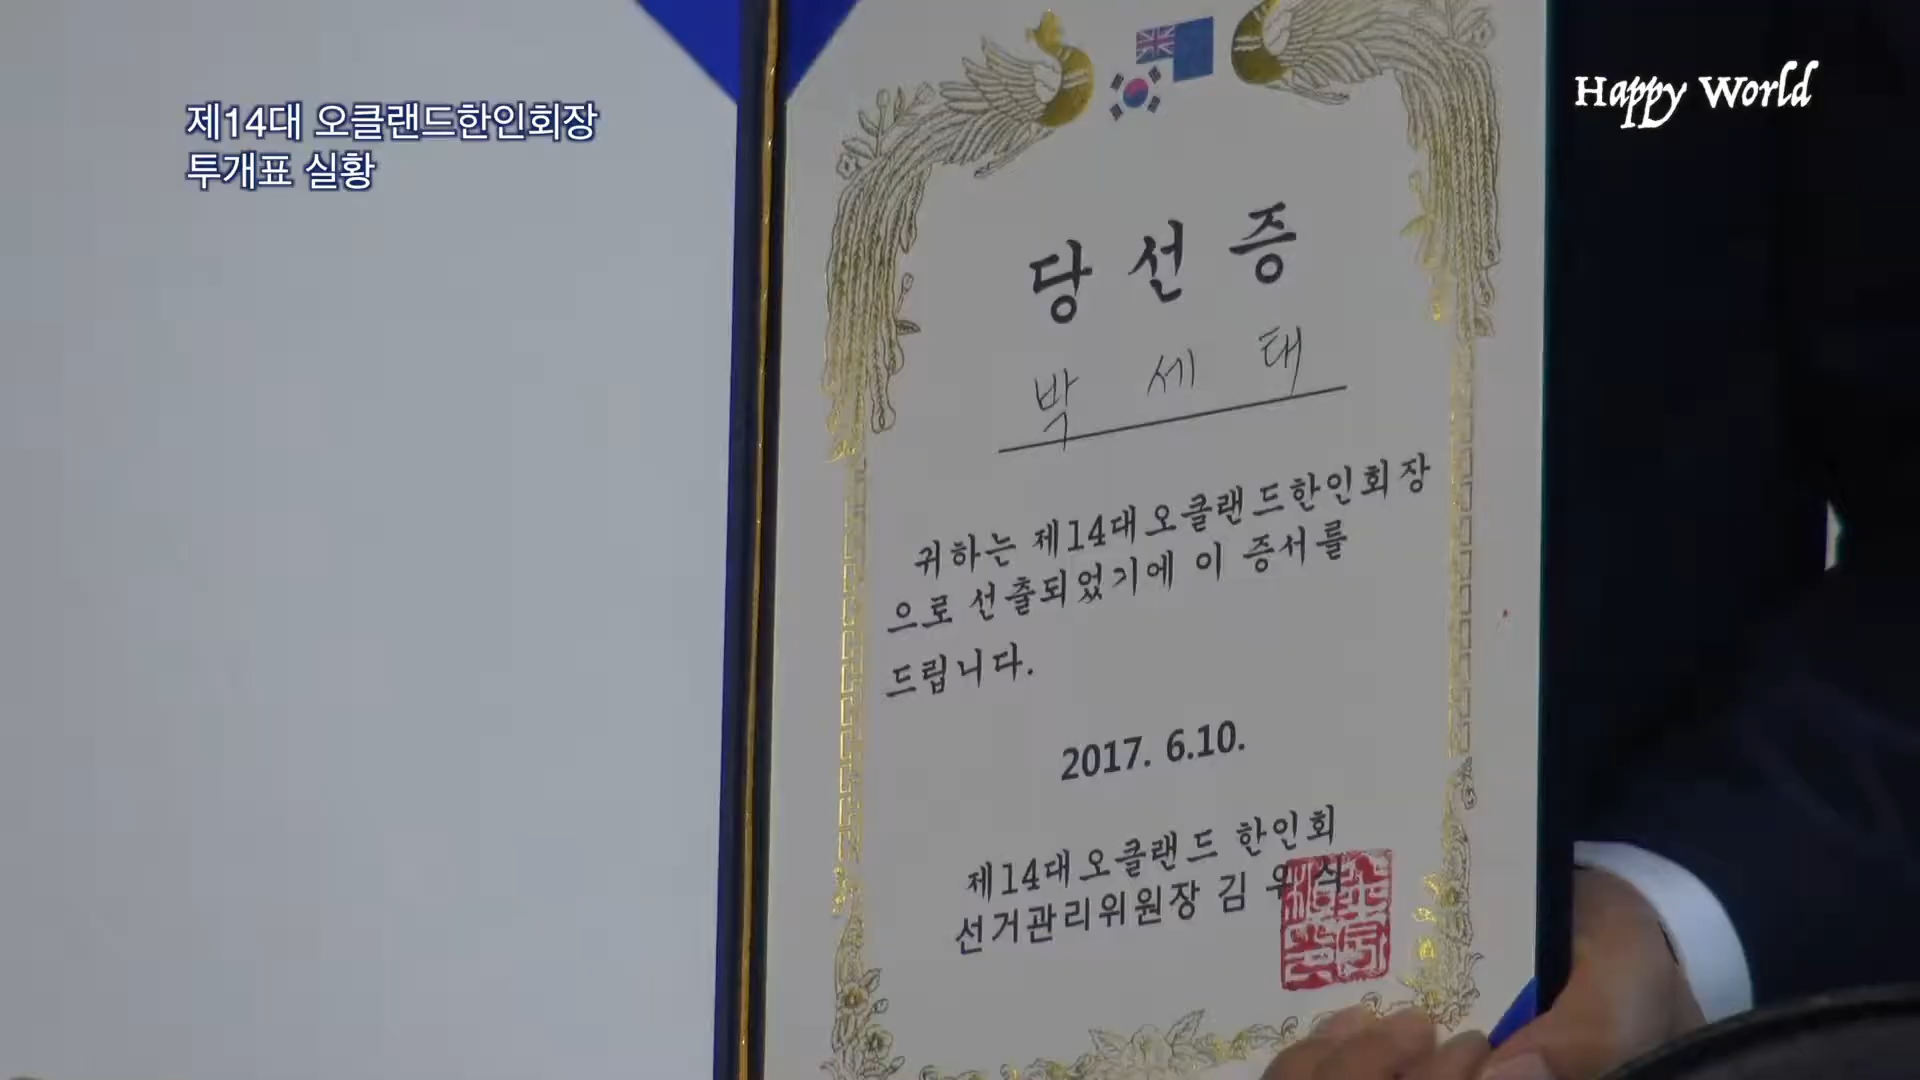 제14대 오클랜드한인회장
투개표 실황
Happy World
당선증
박세태
귀하는 제14대오클랜드한인회장
으로 선출되었기에 이 증서를
드립니다.
2017. 6.10.
제14대오클랜드 한인회
선거관리위원장 김 우식